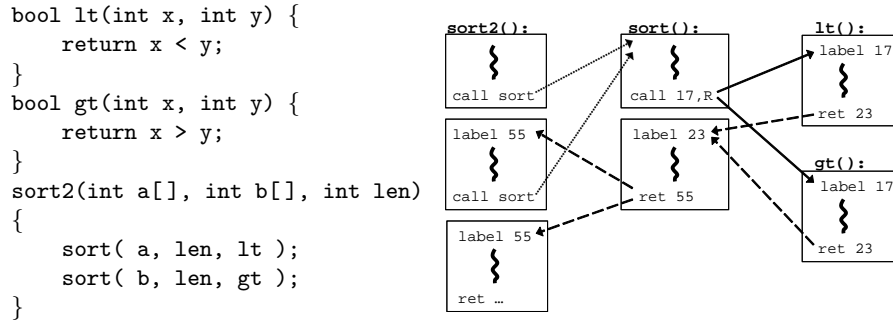 bool lt(int x, int y) {
    return x < y;
}
bool gt(int x, int y) {
    return x > y;
}
sort2(int a[], int b[], int len)
{
    sort( a, len, lt );
    sort( b, len, gt );
}
sort2():
call sort
label 55
call sort
label 55
ret …
sort():
call 17,R
label 23
ret 55
lt():
label 17
ret 23
gt():
label 17
ret 23